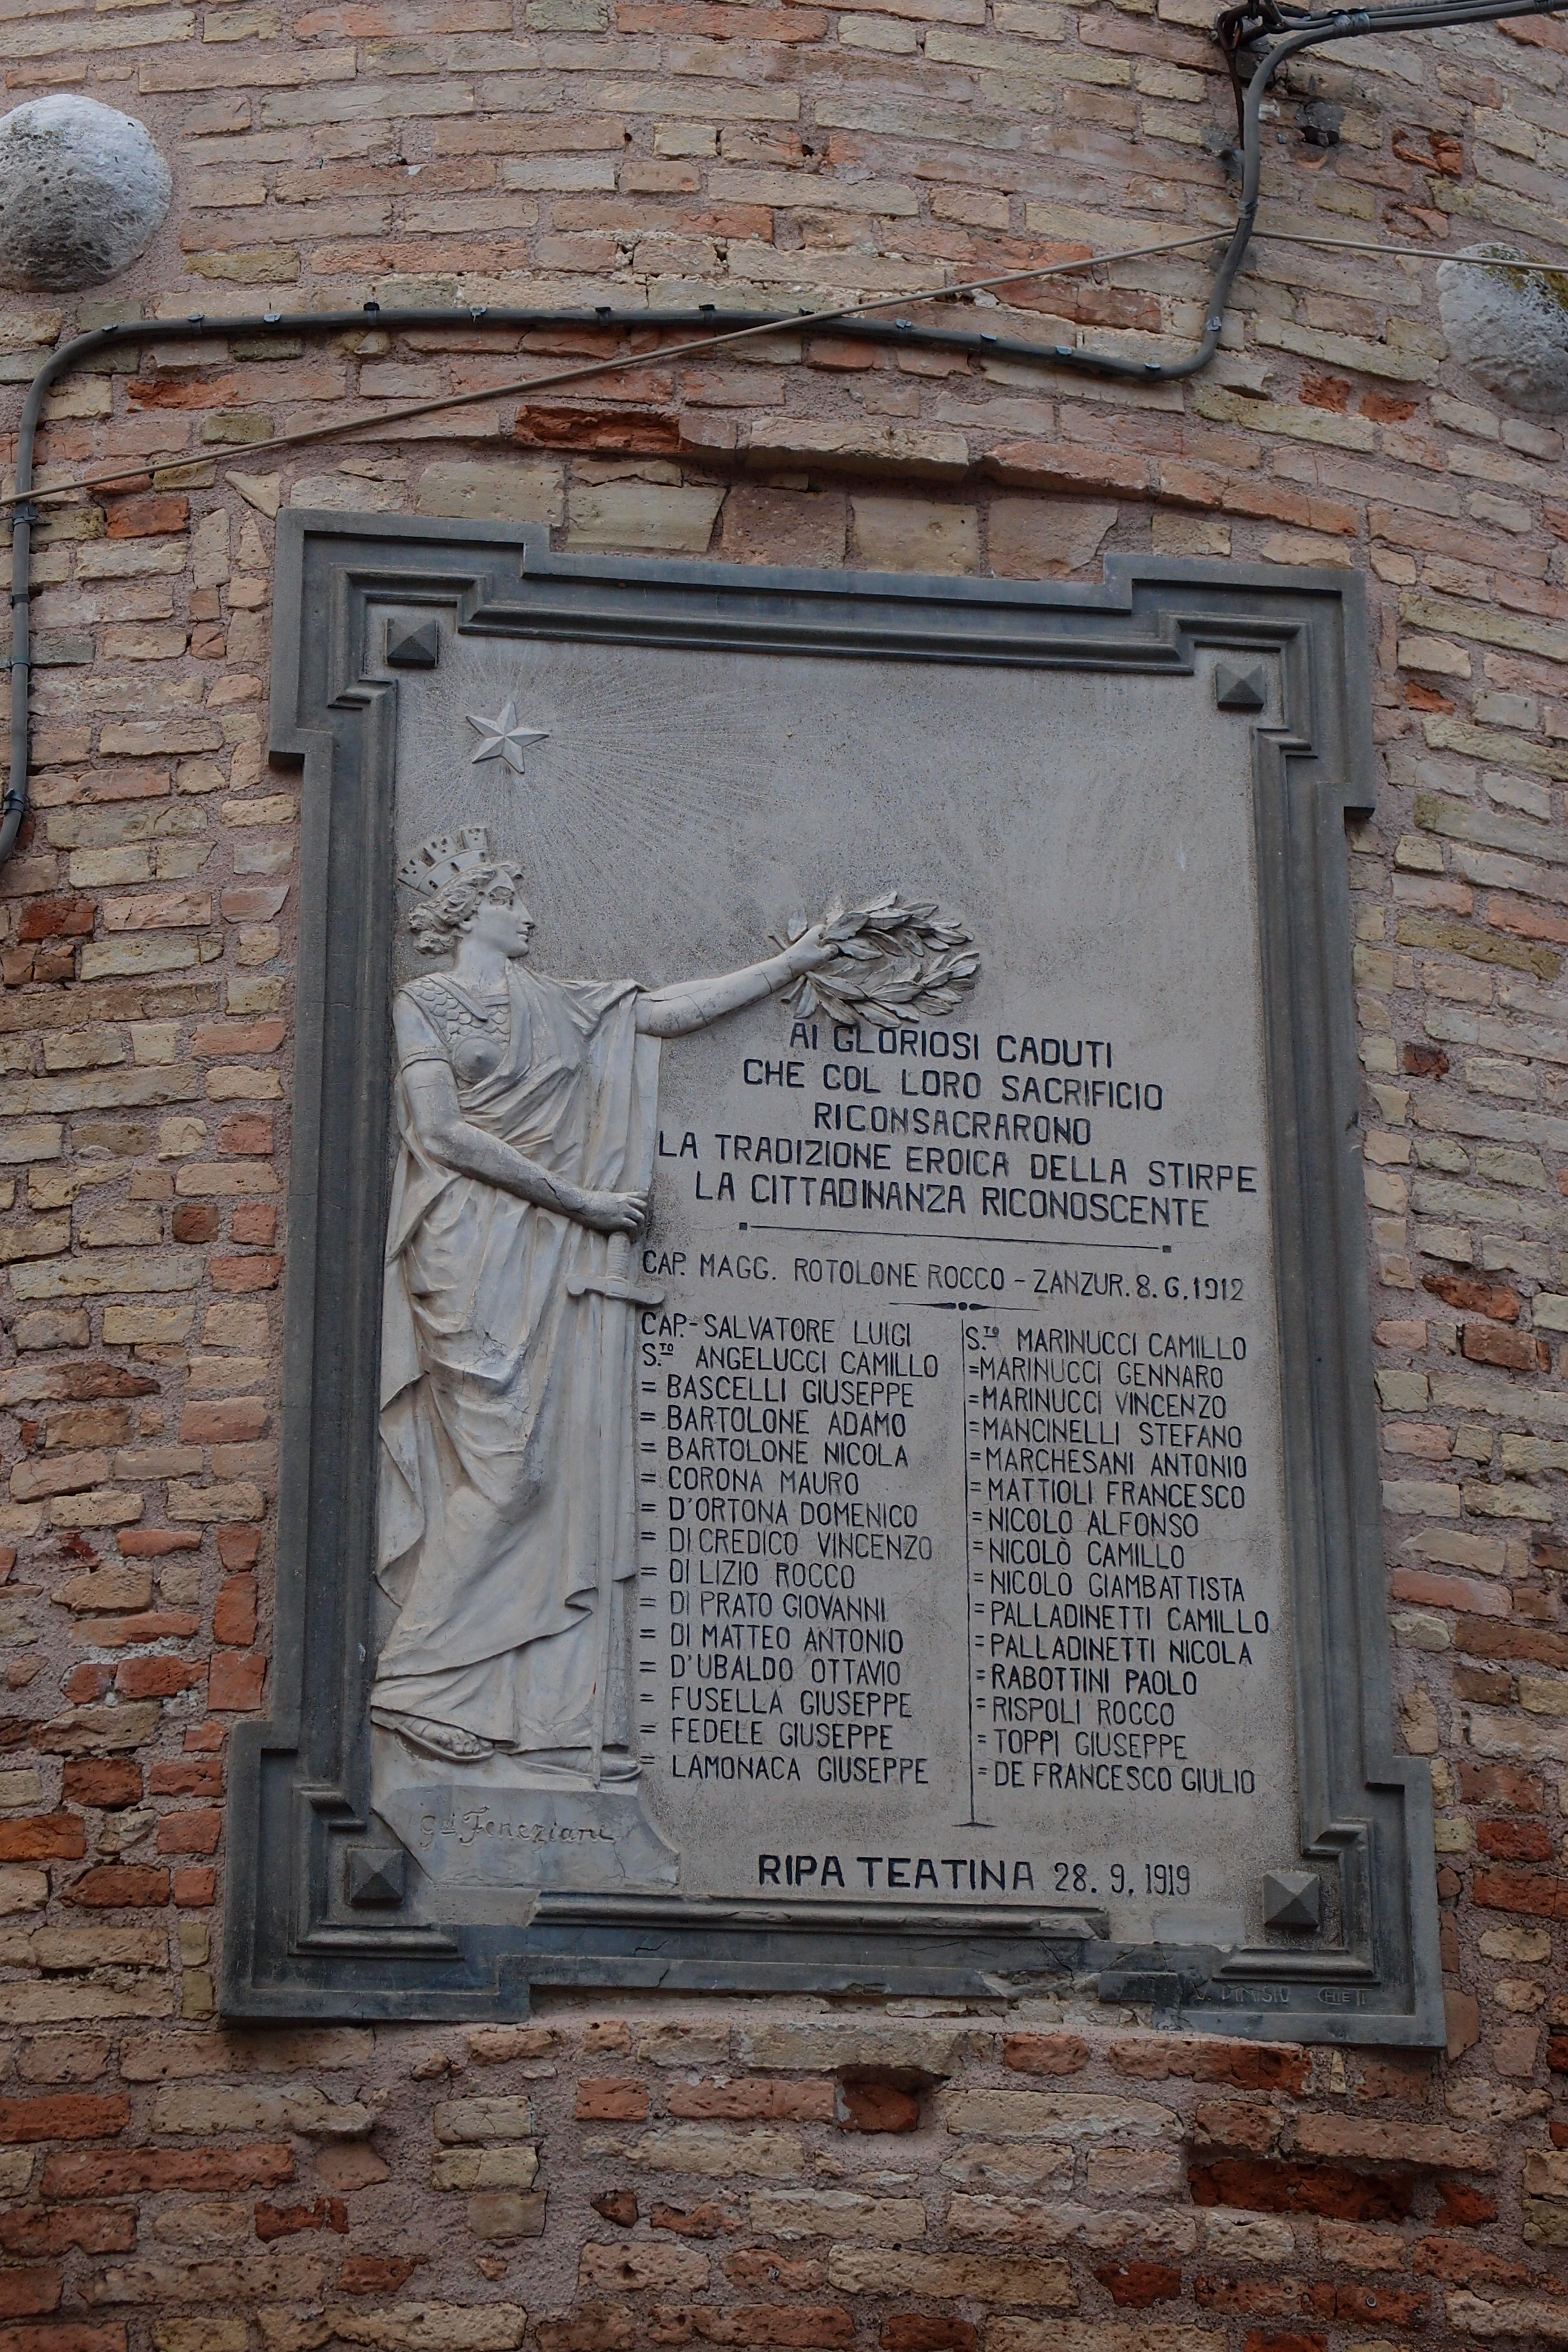 AI GLORIOSI CADUTI
CHE COL LORO SACRIFICIO
RICONSACRARONO
LA TRADIZIONE EROICA DELLA STIRPE
LA CITTADINANZA RICONOSCENTE
CAP. MAGG. ROTOLONE ROCCO - ZANZUR. 8. 6. 1912
CAP.- SALVATORE LUIGI
S.TO ANGELUCCI CAMILLO
= BASCELLI GIUSEPPE
= BARTOLONE ADAMO
= BARTOLONE NICOLA
= CORONA MAURO
= D'ORTONA DOMENICO
= DI CREDICO VINCENZO
= DI LIZIO ROCCO
= DI PRATO GIOVANNI
= DI MATTEO ANTONIO
= D'UBALDO OTTAVIO
= FUSELLA GIUSEPPE
= FEDELE GIUSEPPE
= LAMONACA GIUSEPPE
S.TO MARINUCCI CAMILLO
=MARINUCCI GENNARO
=MARINUCCI VINCENZO
=MANCINELLI STEFANO
=MARCHESANI ANTONIO
=MATTIOLI FRANCESCO
=NICOLÒ ALFONSO
=NICOLÒ CAMILLO
=NICOLÒ GIAMBATTISTA
=PALLADINETTI CAMILLO
=PALLADINETTI NICOLA
=RABOTTINI PAOLO
=RISPOLI ROCCO
=TOPPI GIUSEPPE
=DE FRANCESCO GIULIO
RIPA TEATINA 28. 9. 1919
CHIETI